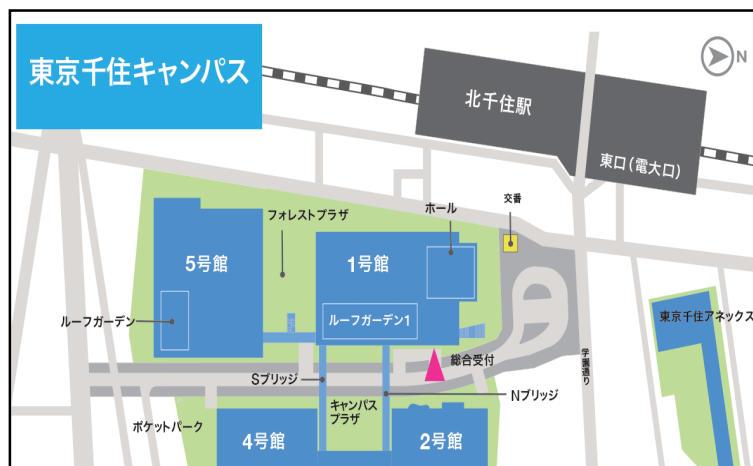 東京千住キャンパス
N
北千住駅
東口(電大口)
交番
ホール
フォレストプラザ
5号館
1号館
ルーフガーデン
ルーフガーデン1
東京千住アネックス
総合受付
学園通り
Sブリッジ
Nブリッジ
キャンパス
プラザ
ポケットパーク
4号館
2号館